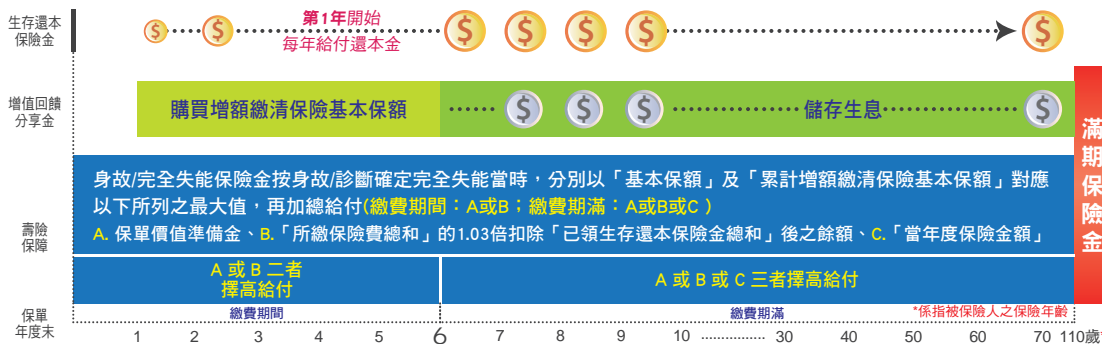 生存還本
保險金
第1年開始
每年給付還本金
$ $ $ $ $ $ $
增值回饋
分享金
購買增額繳清保險基本保額
$ $ $ 儲存生息 $
滿期保險金
壽險
保障
身故/完全失能保險金按身故/診斷確定完全失能當時，分別以「基本保額」及「累計增額繳清保險基本保額」對應
以下所列之最大值，再加總給付(繳費期間：A或B；繳費期滿：A或B或C )
A. 保單價值準備金、B.「所繳保險費總和」的1.03倍扣除「已領生存還本保險金總和」後之餘額、C.「當年度保險金額」
A 或 B 二者
擇高給付
A 或 B 或 C 三者擇高給付
保單
年度末
繳費期間 繳費期滿 *係指被保險人之保險年齡
1 2 3 4 5 6 7 8 9 10 ................ 30 40 50 60 70 110歲*